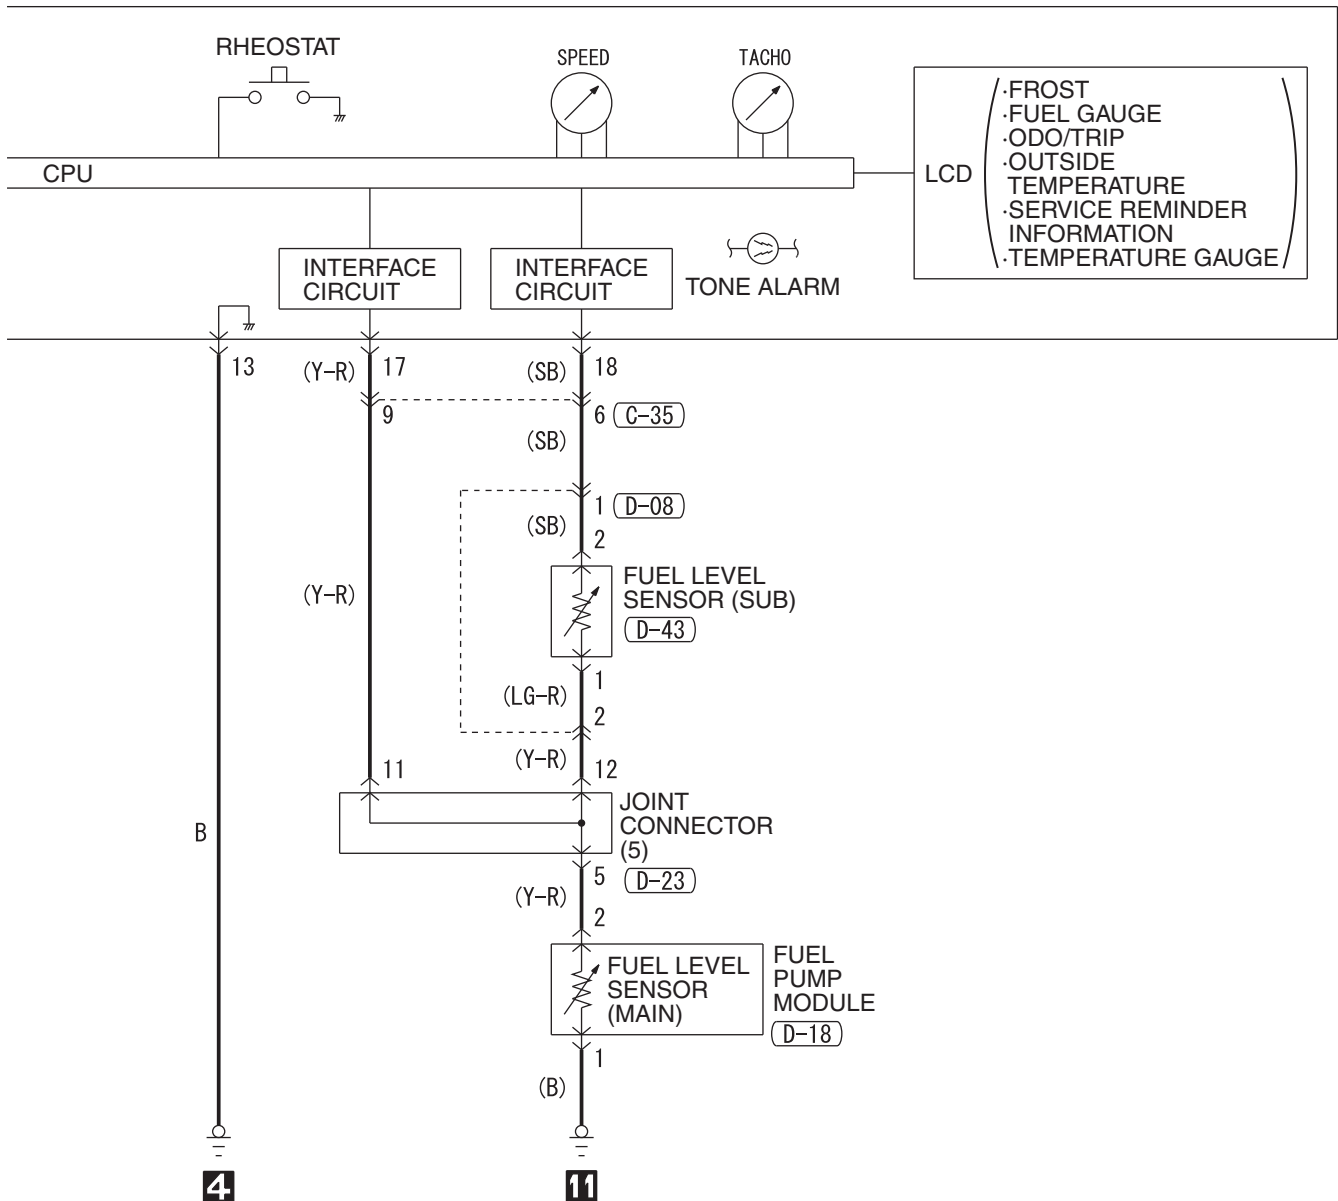 RHEOSTAT
SPEED
TACHO
CPU
LCD
·FROST
·FUEL GAUGE
·ODO/TRIP
·OUTSIDE
TEMPERATURE
·SERVICE REMINDER
INFORMATION
·TEMPERATURE GAUGE
INTERFACE
CIRCUIT
INTERFACE
CIRCUIT
TONE ALARM
13
(Y-R)
17
(SB)
18
9
6
C-35
(SB)
1
D-08
(SB)
2
FUEL LEVEL
SENSOR (SUB)
D-43
(Y-R)
1
(LG-R)
2
(Y-R)
11
12
JOINT
CONNECTOR
(5)
B
5
D-23
(Y-R)
2
FUEL LEVEL
SENSOR
(MAIN)
FUEL
PUMP
MODULE
D-18
1
(B)
4
11